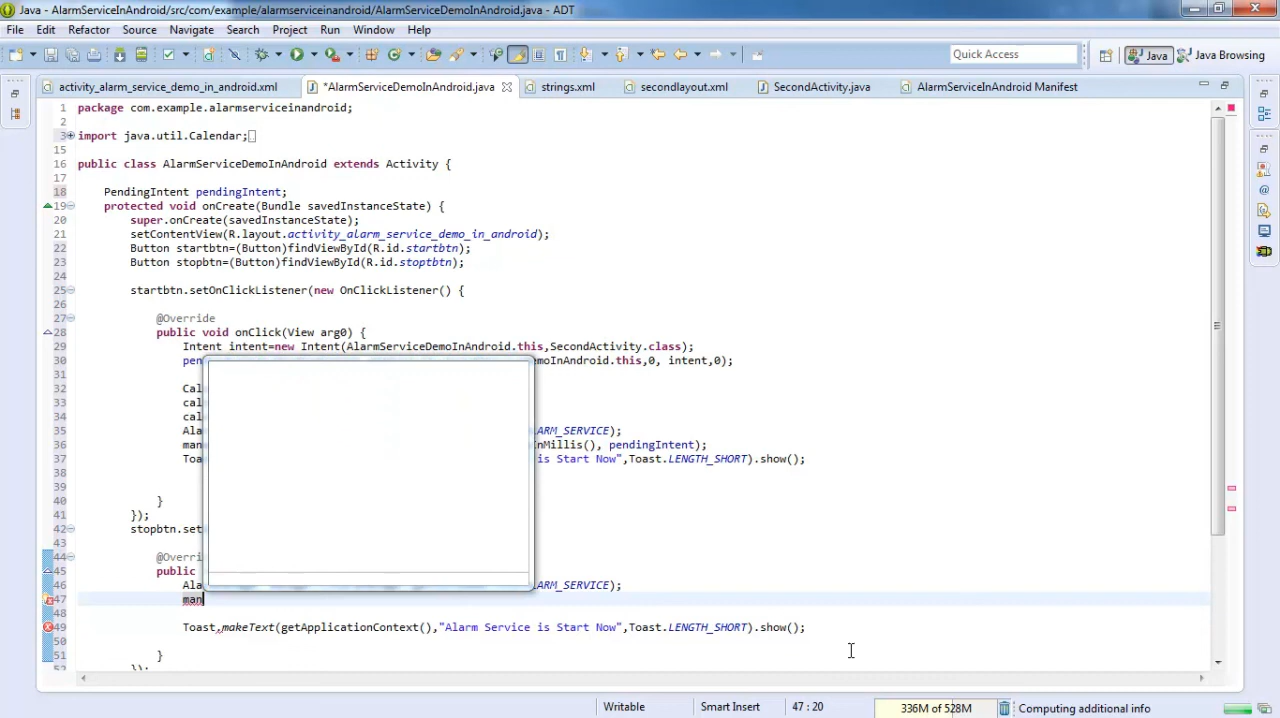 Java - AlarmServiceInAndroid/src/com/example/alarmserviceinandroid/AlarmServiceDemoInAndroid.java - ADT
File Edit Refactor Source Navigate Search Project Run Window Help
Quick Access Java Java Browsing
activity_alarm_service_demo_in_android.xml *AlarmServiceDemoInAndroid.java strings.xml secondlayout.xml SecondActivity.java AlarmServiceInAndroid Manifest
1 package com.example.alarmserviceinandroid;
2
3 import java.util.Calendar;
15
16 public class AlarmServiceDemoInAndroid extends Activity {
17
18 PendingIntent pendingIntent;
19 protected void onCreate(Bundle savedInstanceState) {
20 super.onCreate(savedInstanceState);
21 setContentView(R.layout.activity_alarm_service_demo_in_android);
22 Button startbtn=(Button)findViewById(R.id.startbtn);
23 Button stopbtn=(Button)findViewById(R.id.stoptbtn);
24
25 startbtn.setOnClickListener(new OnClickListener() {
26
27 @Override
28 public void onClick(View arg0) {
29 Intent intent=new Intent(AlarmServiceDemoInAndroid.this,SecondActivity.class);
30 pen moInAndroid.this,0, intent,0);
31
32 Cal
33 cal
34 cal
35 Ala ARM_SERVICE);
36 man nMillis(), pendingIntent);
37 Toa is Start Now",Toast.LENGTH_SHORT).show();
38
39
40 }
41 });
42 stopbtn.set
43
44 @Overri
45 public
46 Ala ARM_SERVICE);
47 man
48
49 Toast.makeText(getApplicationContext(),"Alarm Service is Start Now",Toast.LENGTH_SHORT).show();
50
51 }
52 });
Writable Smart Insert 47 : 20 336M of 528M Computing additional info